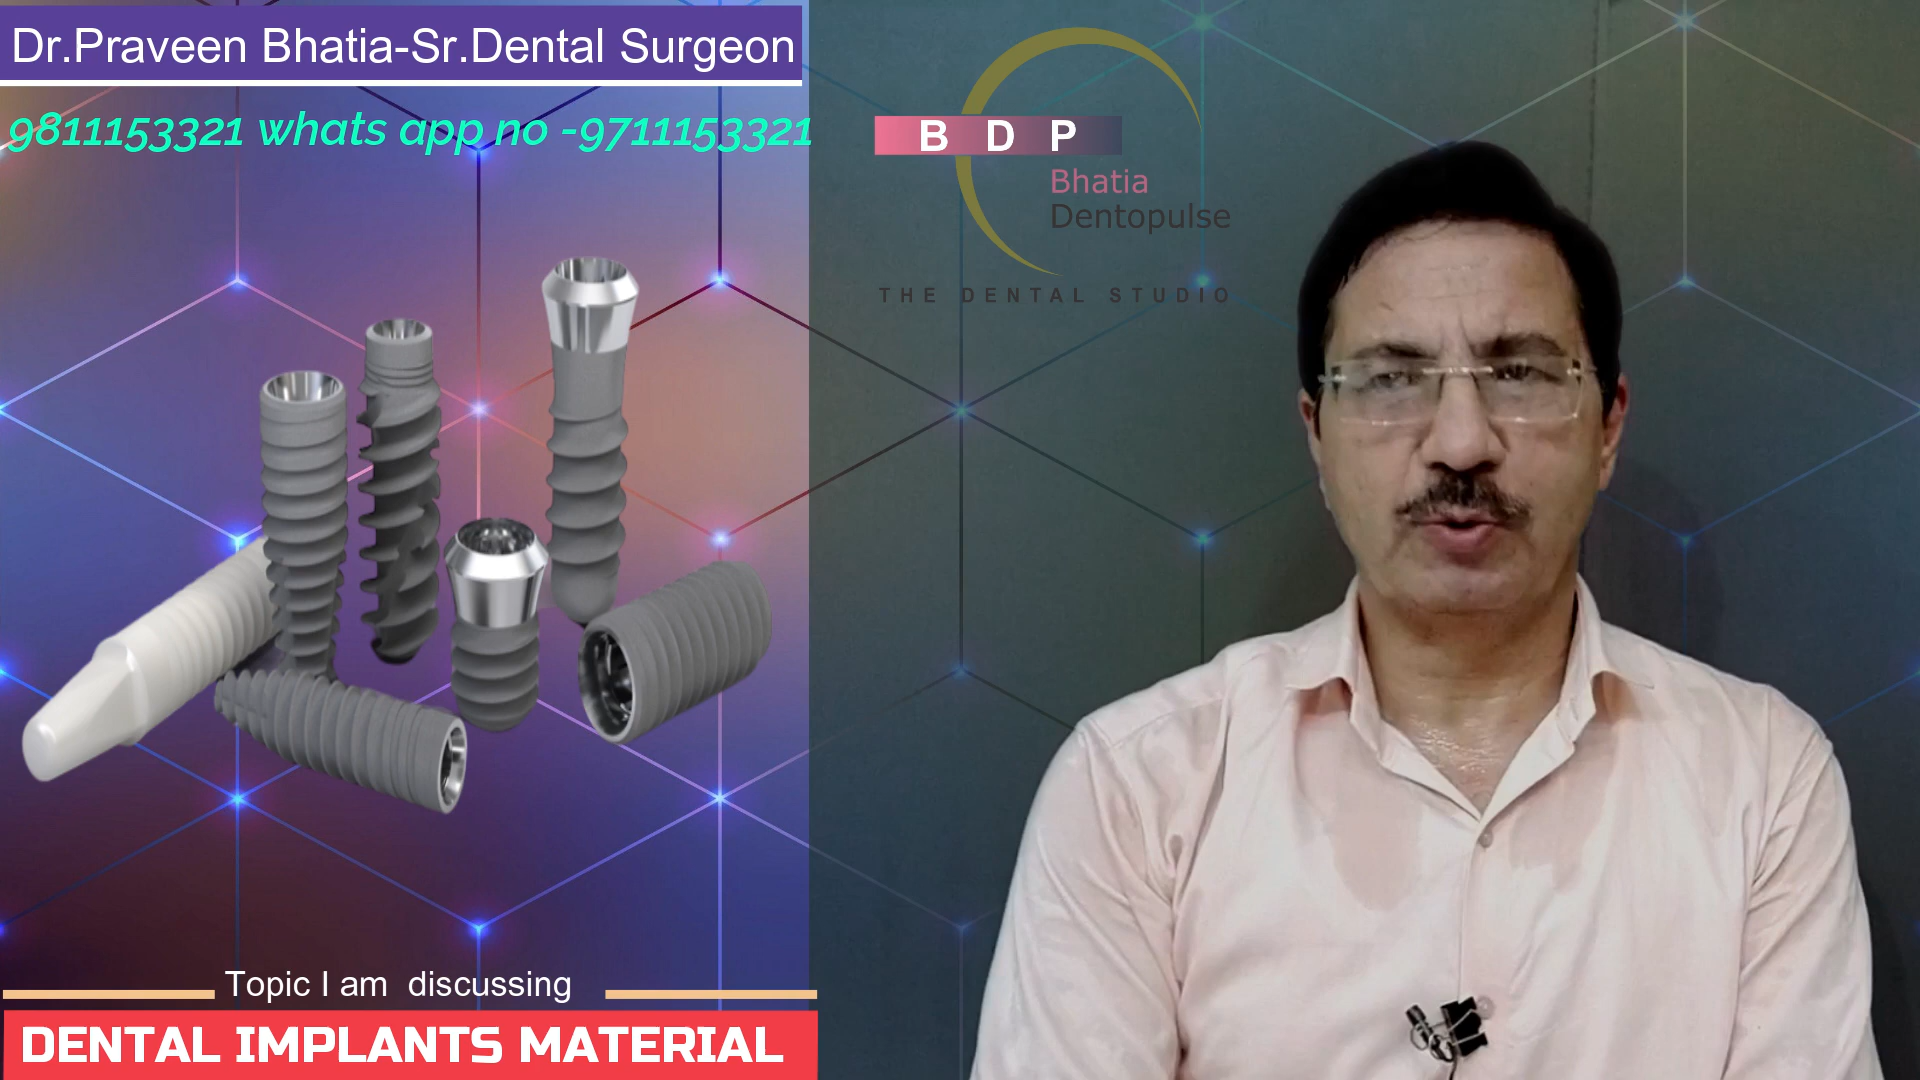 Dr.Praveen Bhatia-Sr.Dental Surgeon
9811153321 whats app no -9711153321
B D P
Bhatia
Dentopulse
THE DENTAL STUDIO
Topic I am discussing
DENTAL IMPLANTS MATERIAL